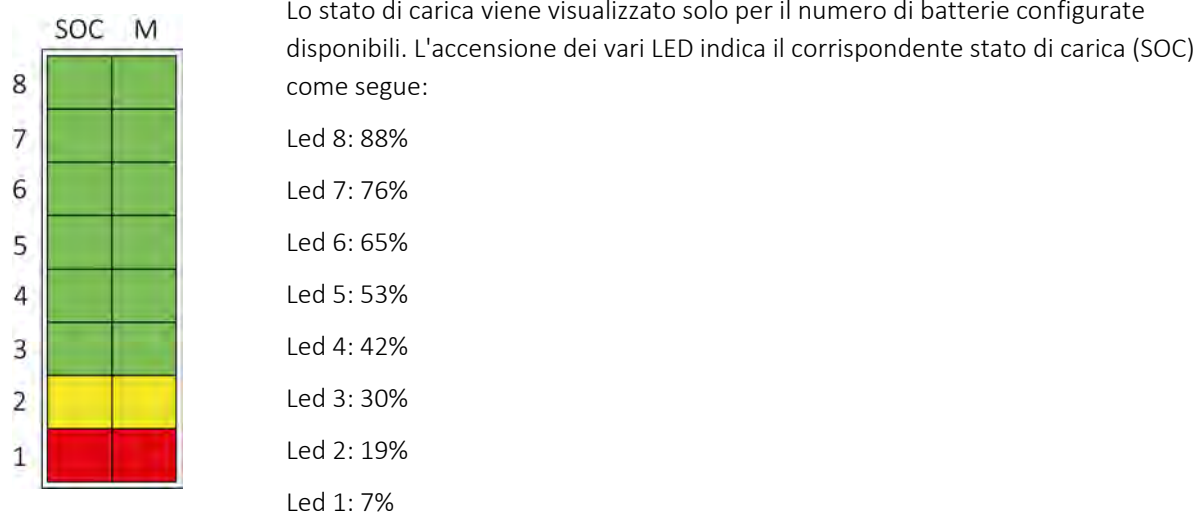 SOC M
8
7
6
5
4
3
2
1
Lo stato di carica viene visualizzato solo per il numero di batterie configurate
disponibili. L'accensione dei vari LED indica il corrispondente stato di carica (SOC)
come segue:
Led 8: 88%
Led 7: 76%
Led 6: 65%
Led 5: 53%
Led 4: 42%
Led 3: 30%
Led 2: 19%
Led 1: 7%